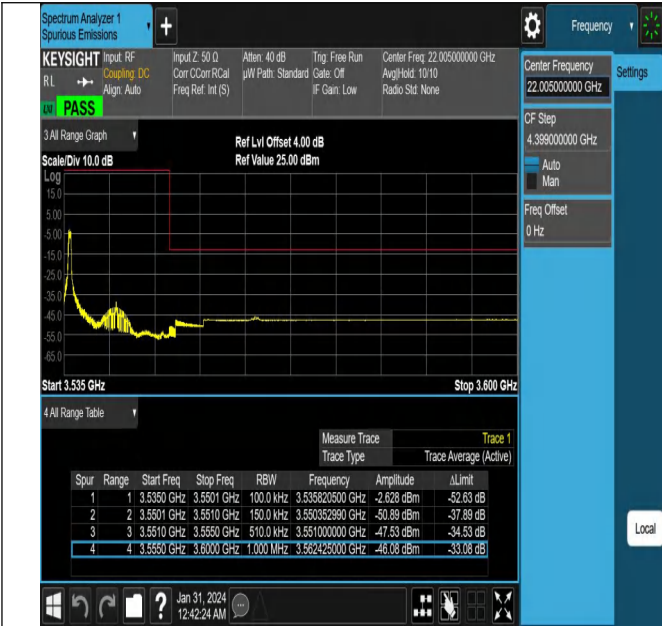 Spectrum Analyzer 1
Spurious Emissions
+
Frequency
KEYSIGHT
RL
Input: RF
Coupling: DC
Align: Auto
Input Z: 50 Ω
Corr CCorr RCal
Freq Ref: Int (S)
Atten: 40 dB
µW Path: Standard
Trig: Free Run
Gate: Off
IF Gain: Low
Center Freq: 22.005000000 GHz
Avg|Hold: 10/10
Radio Std: None
LXI PASS
Center Frequency
22.005000000 GHz
Settings
CF Step
4.399000000 GHz
Auto
Man
Freq Offset
0 Hz
3 All Range Graph
Scale/Div 10.0 dB
Ref Lvl Offset 4.00 dB
Ref Value 25.00 dBm
Log
15.0
5.00
-5.00
-15.0
-25.0
-35.0
-45.0
-55.0
-65.0
Start 3.535 GHz
Stop 3.600 GHz
4 All Range Table
Measure Trace Trace 1
Trace Type Trace Average (Active)
Spur Range Start Freq Stop Freq RBW Frequency Amplitude ΔLimit
1 1 3.5350 GHz 3.5501 GHz 100.0 kHz 3.535820500 GHz -2.628 dBm -52.63 dB
2 2 3.5501 GHz 3.5510 GHz 150.0 kHz 3.550352990 GHz -50.89 dBm -37.89 dB
3 3 3.5510 GHz 3.5550 GHz 510.0 kHz 3.551000000 GHz -47.53 dBm -34.53 dB
4 4 3.5550 GHz 3.6000 GHz 1.000 MHz 3.562425000 GHz -46.08 dBm -33.08 dB
Local
?
Jan 31, 2024
12:42:24 AM